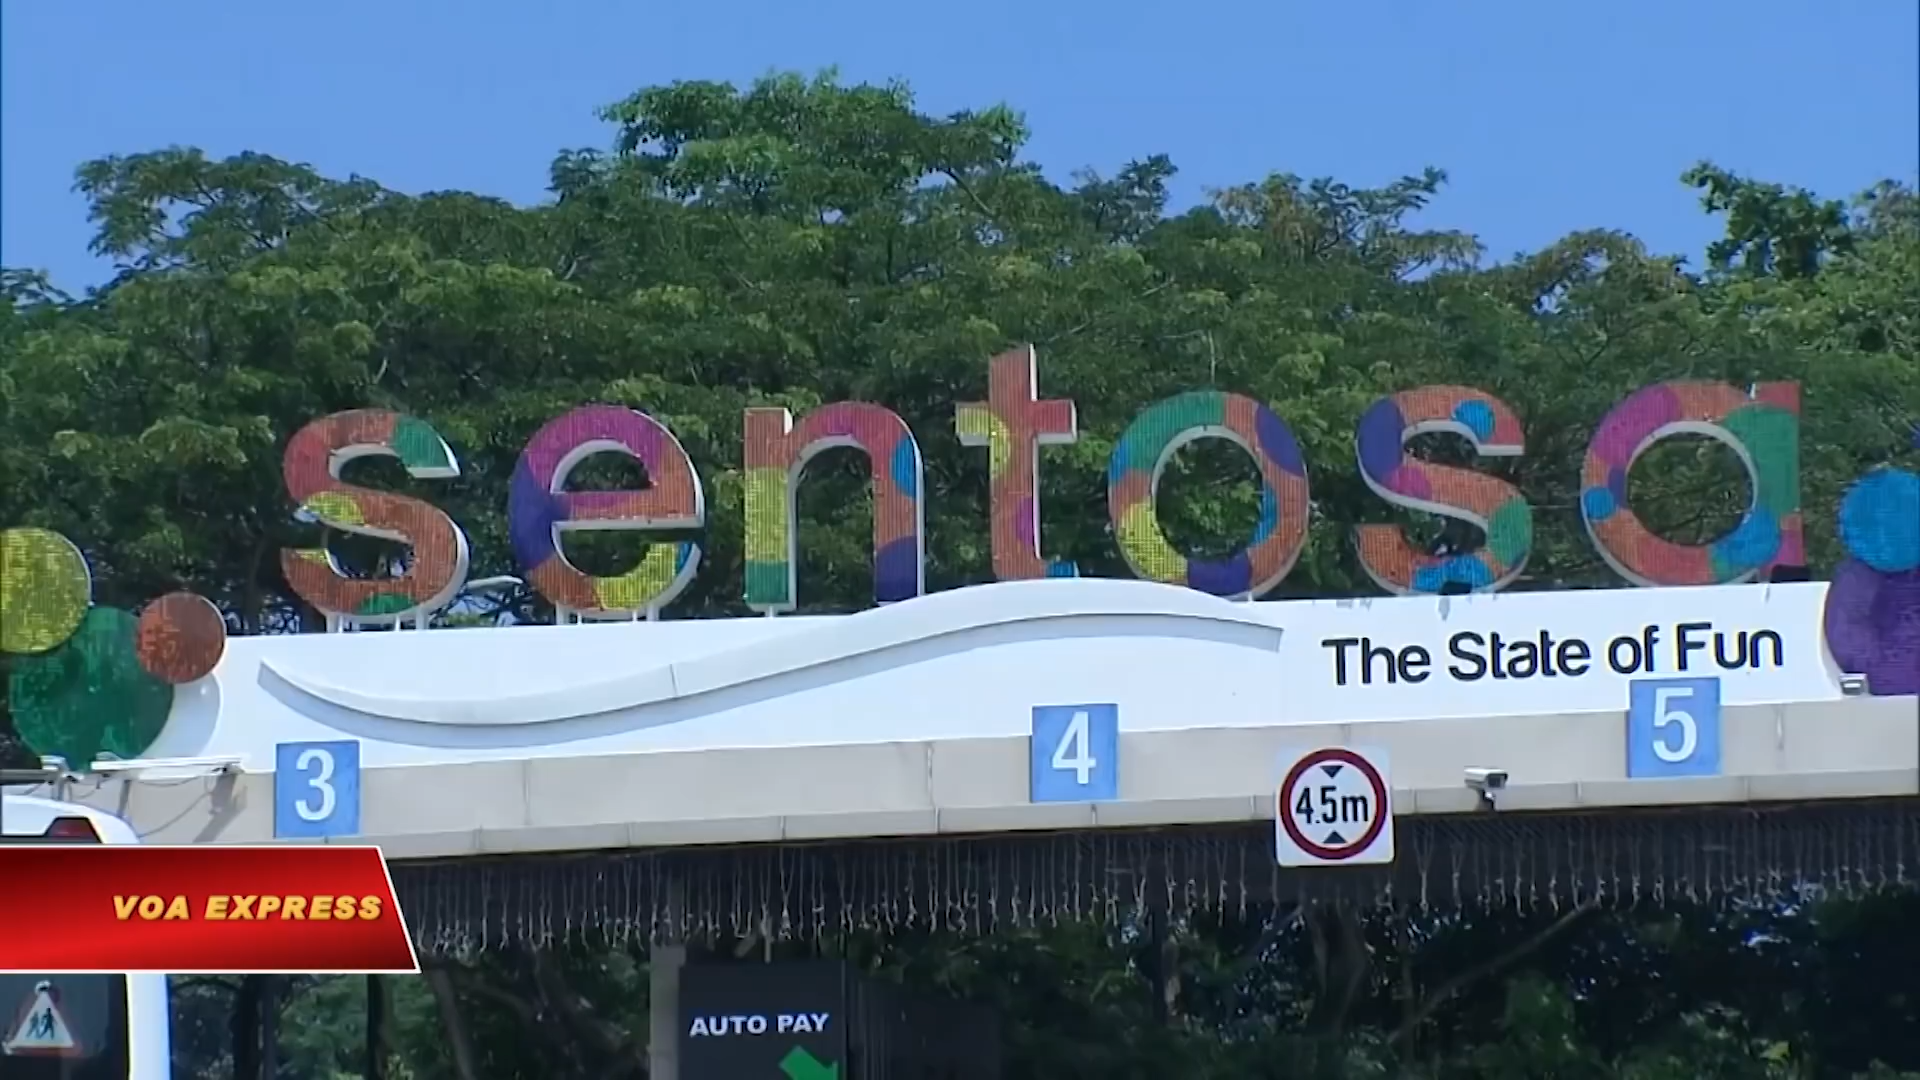 sentosa
The State of Fun
3
4
5
4.5m
VOA EXPRESS
AUTO PAY